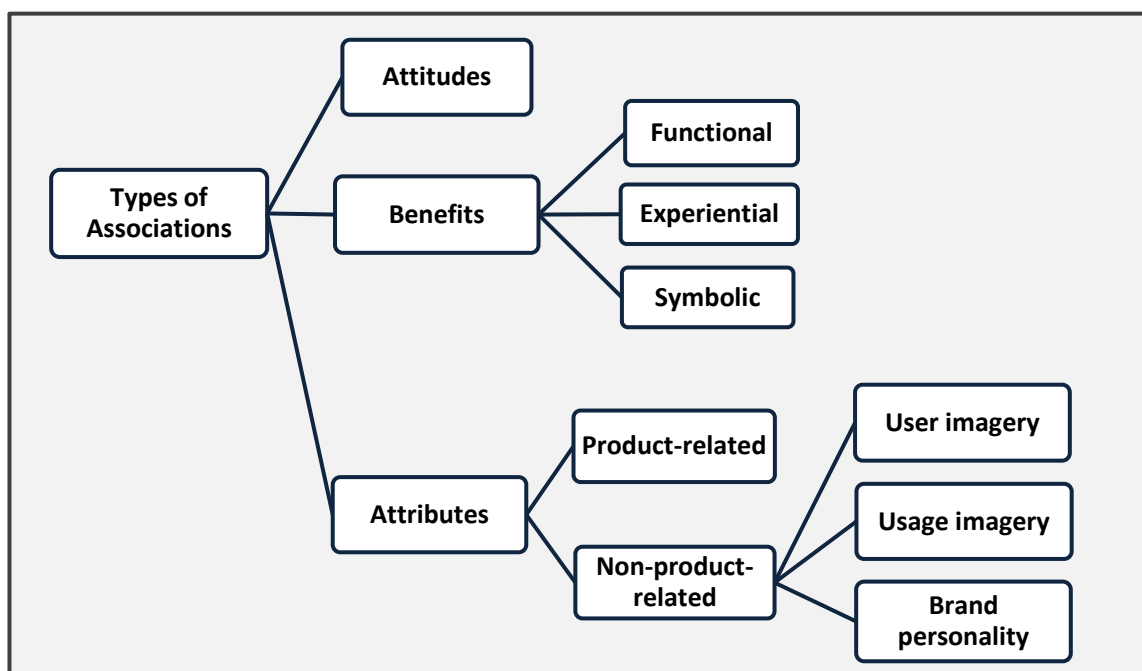 Attitudes
Functional
Types of
Associations
Benefits
Experiential
Symbolic
User imagery
Product-related
Attributes
Usage imagery
Non-product-
related
Brand
personality